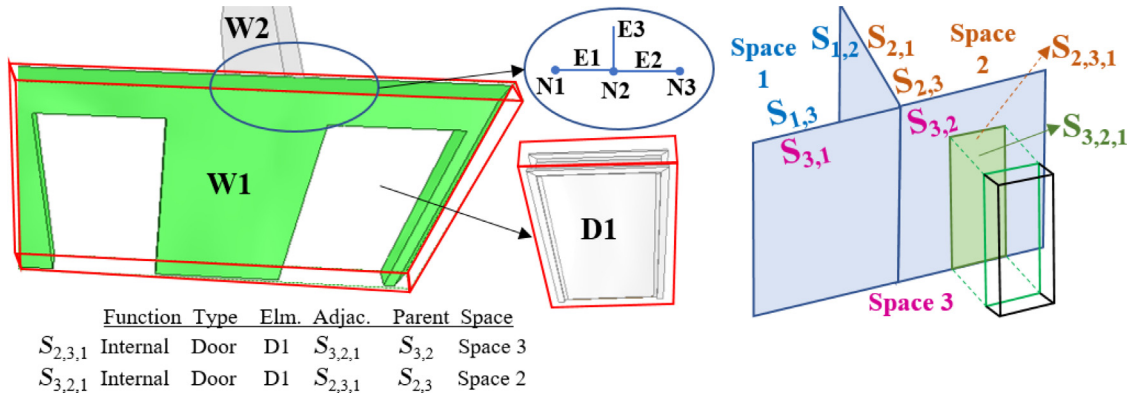 W2
W1
E3
E1 E2
N1 N2 N3
D1
Space 1
S1,2
S2,1
Space 2
S2,3,1
S2,3
S1,3
S3,2
S3,1
S3,2,1
Space 3
Function Type Elm. Adjac. Parent Space
S2,3,1 Internal Door D1 S3,2,1 S3,2 Space 3
S3,2,1 Internal Door D1 S2,3,1 S2,3 Space 2